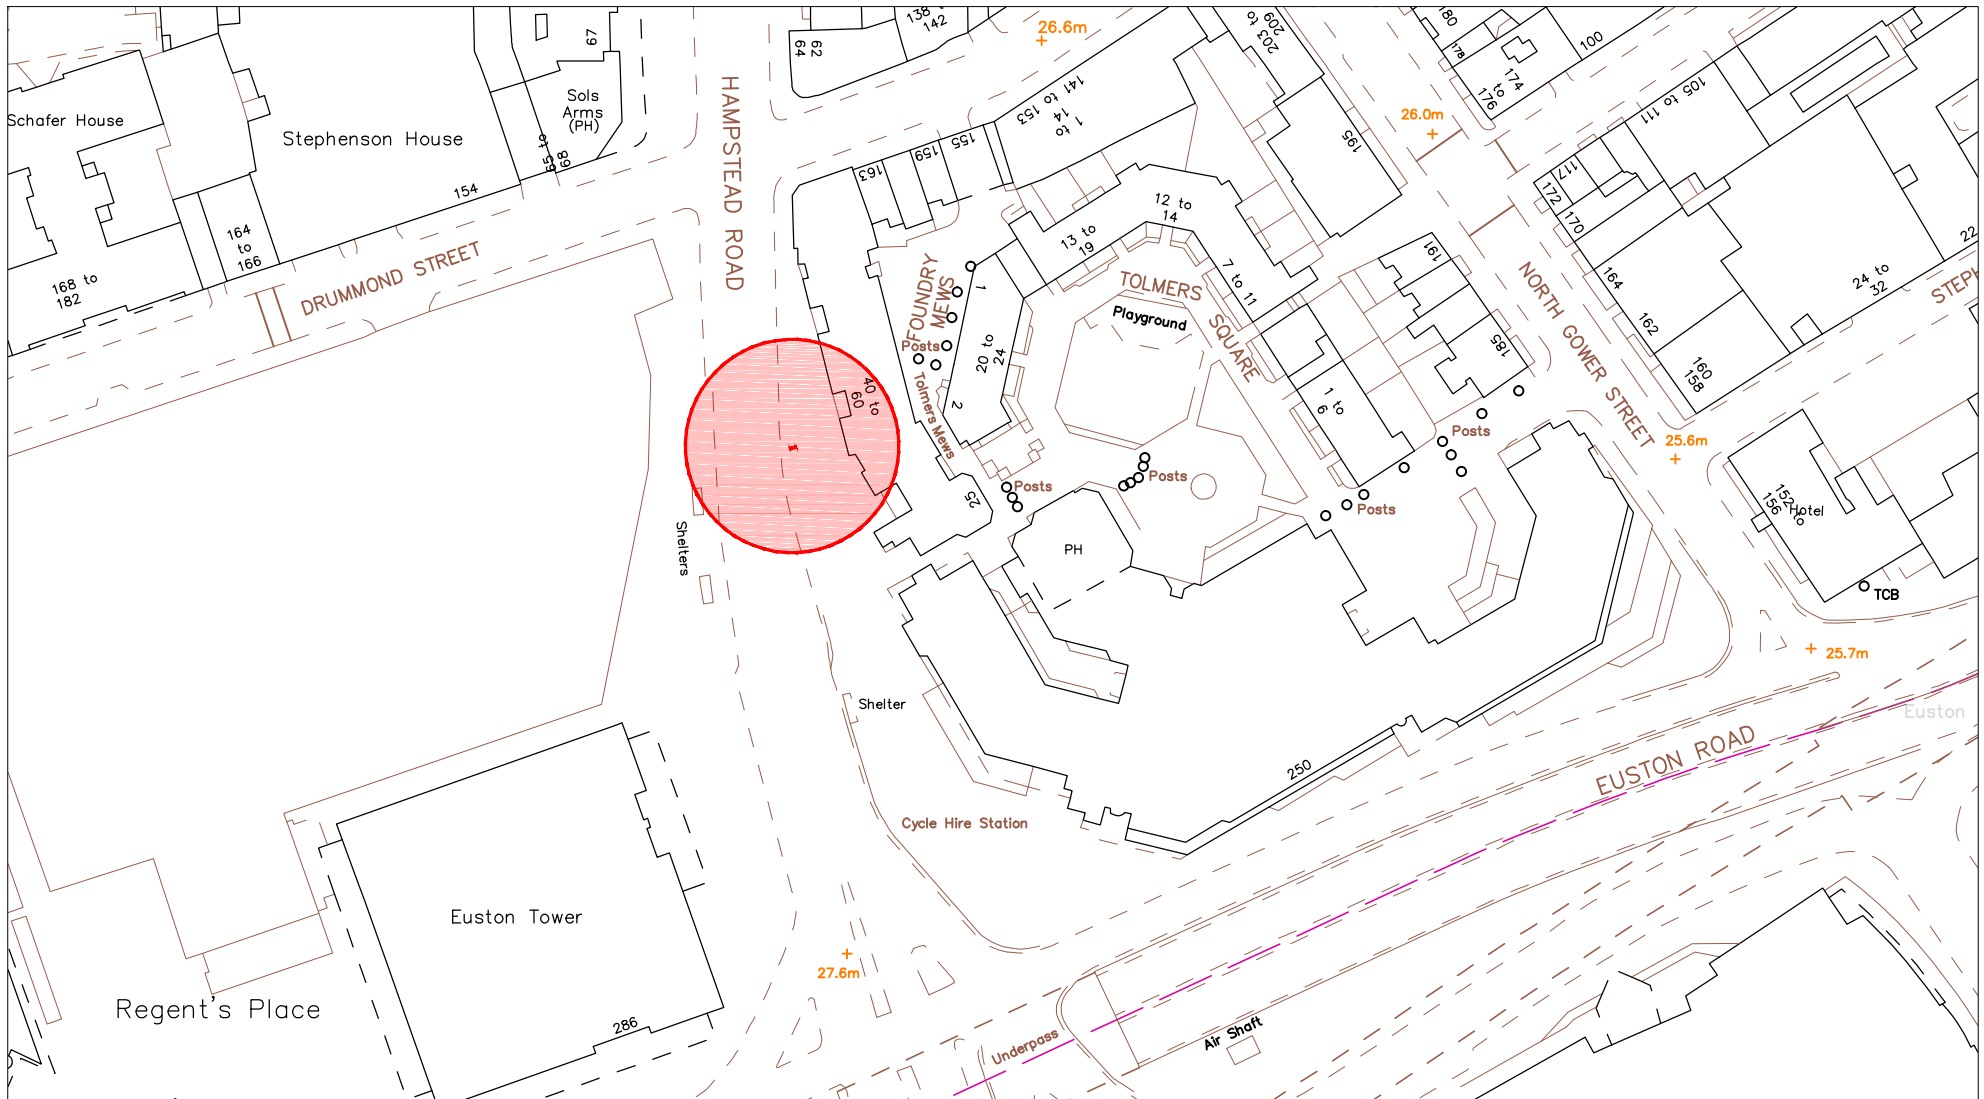 138
142
26.6m
180
178
100
67
64
62
203 to
209
174
to
176
105 to 111
Sols
Arms
(PH)
Schafer House
Stephenson House
HAMPSTEAD ROAD
141 to 153
1 to
14
26.0m
195
155
159
163
65 to
68
154
117
172
170
12 to
14
13 to
19
164
to
166
22
191
168 to
182
DRUMMOND STREET
FOUNDRY
MEWS
1
7 to 11
TOLMERS
SQUARE
Playground
NORTH GOWER STREET
164
24 to
32
STEPH
162
Posts
20 to
24
185
160
158
40 to
60
Tolmers Mews
2
1 to
6
Posts
25.6m
Posts
Posts
Posts
25
152 to
156
Hotel
Shelters
PH
TCB
25.7m
Shelter
Euston
EUSTON ROAD
250
Cycle Hire Station
Euston Tower
27.6m
Regent's Place
286
Underpass
Air Shaft